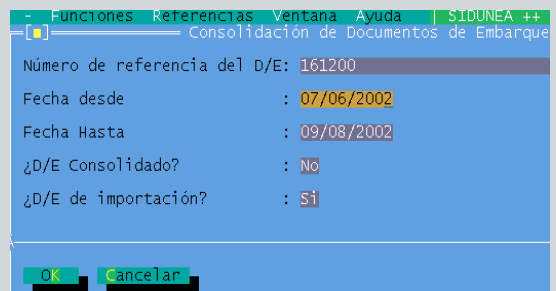 - Funciones Referencias Ventana Ayuda | SIDUNEA ++
Consolidación de Documentos de Embarque
Número de referencia del D/E: 161200
Fecha desde : 07/06/2002
Fecha Hasta : 09/08/2002
¿D/E Consolidado? : No
¿D/E de importación? : Si
OK Cancelar